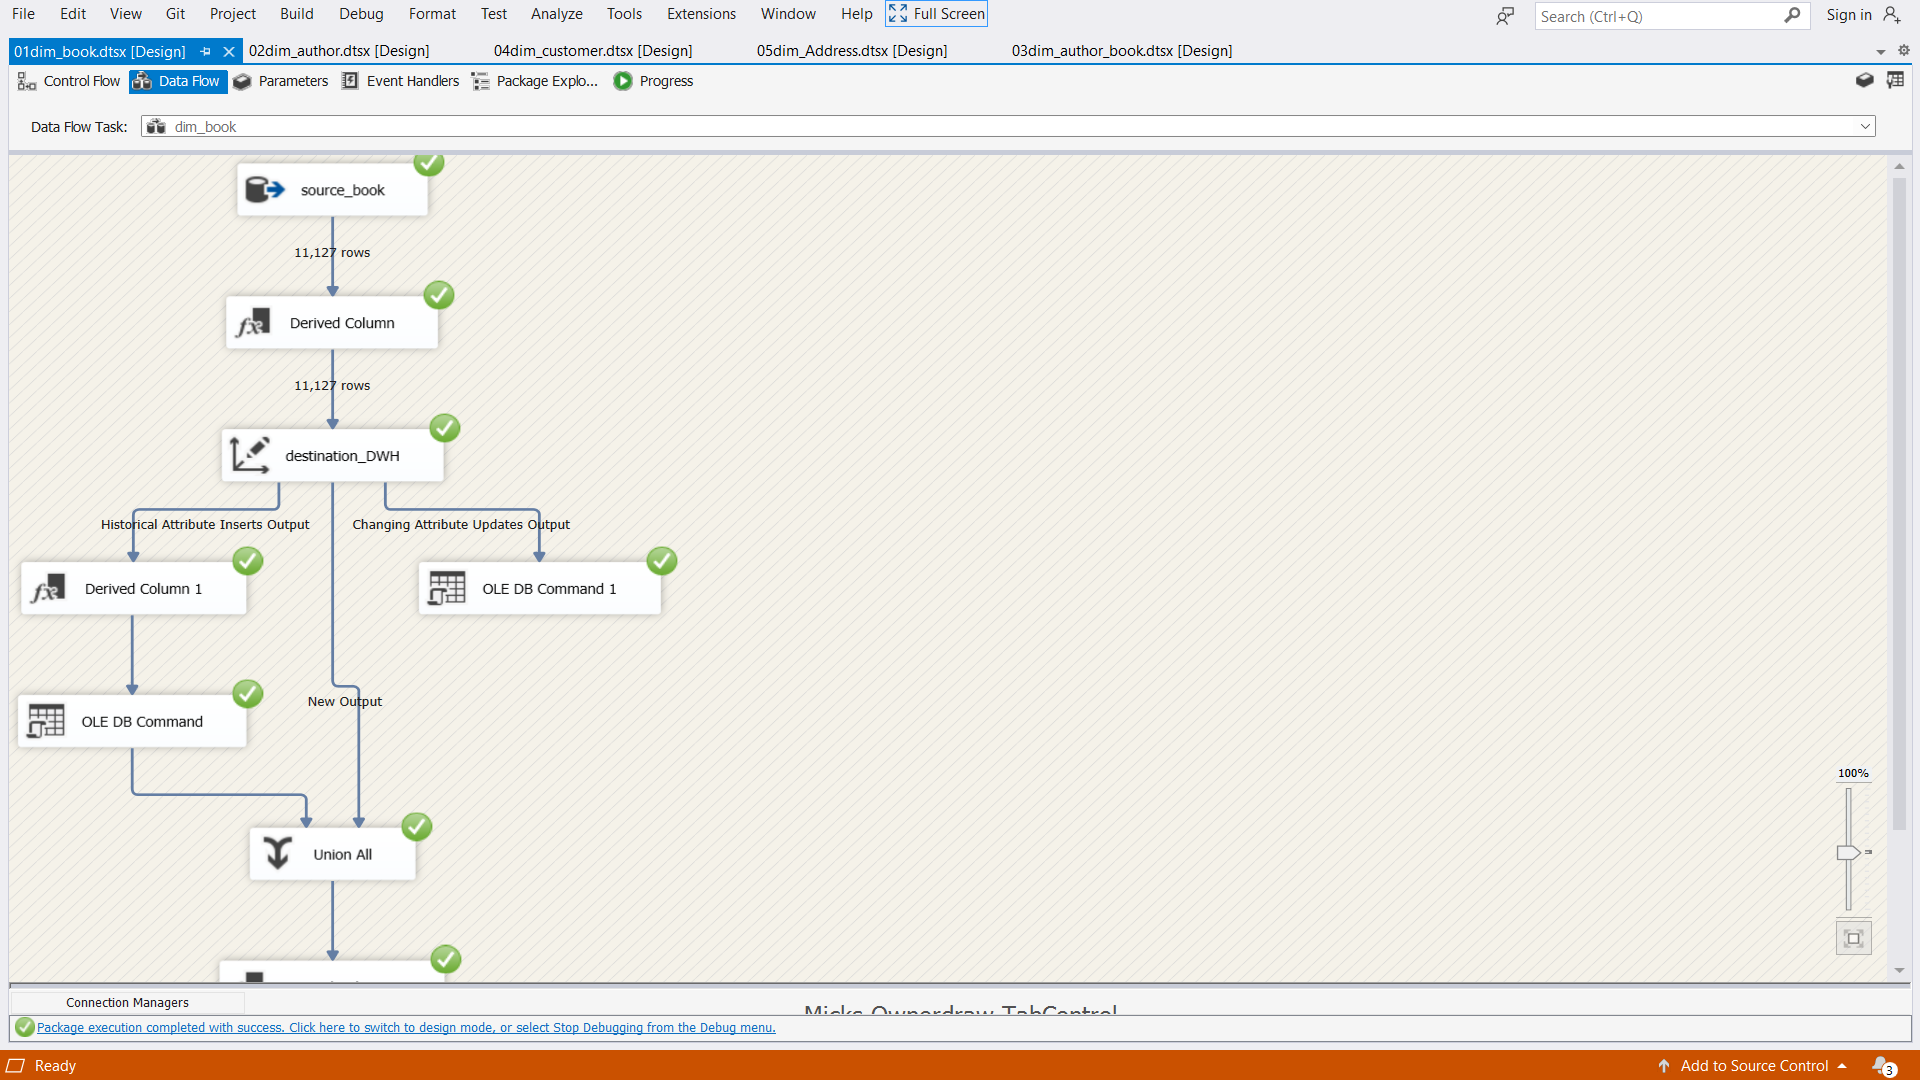 File Edit View Git Project Build Debug Format Test Analyze Tools Extensions Window Help Full Screen Search (Ctrl+Q) Sign in
01dim_book.dtsx [Design] 02dim_author.dtsx [Design] 04dim_customer.dtsx [Design] 05dim_Address.dtsx [Design] 03dim_author_book.dtsx [Design]
Control Flow Data Flow Parameters Event Handlers Package Explo... Progress
Data Flow Task: dim_book
source_book
11,127 rows
Derived Column
11,127 rows
destination_DWH
Historical Attribute Inserts Output Changing Attribute Updates Output
Derived Column 1 OLE DB Command 1
OLE DB Command
New Output
100%
Union All
Connection Managers
Micks Ownerdraw TabControl
Package execution completed with success. Click here to switch to design mode, or select Stop Debugging from the Debug menu.
Ready Add to Source Control 3